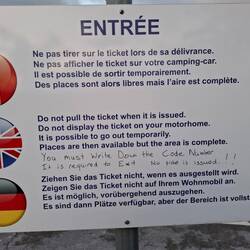 ENTRÉE
Ne pas tirer sur le ticket lors de sa délivrance.
Ne pas afficher le ticket sur votre camping-car.
Il est possible de sortir temporairement.
Des places sont alors libres mais l'aire est complète.
Do not pull the ticket when it is issued.
Do not display the ticket on your motorhome.
It is possible to go out temporarily.
Places are then available but the area is complete.
You Must Write Down the Code Number
It is required to Exit No one is issued !!
Ziehen Sie das Ticket nicht, wenn es ausgestellt wird.
Zeigen Sie das Ticket nicht auf Ihrem Wohnmobil an.
Es ist möglich, vorübergehend auszugehen.
Es sind dann Plätze verfügbar, aber der Bereich ist vollst